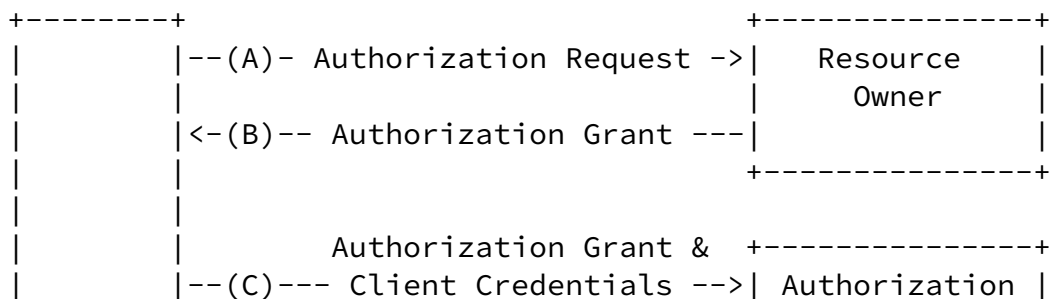 +--------+                               +---------------+
|        |--(A)- Authorization Request ->|   Resource    |
|        |                               |     Owner     |
|        |<-(B)-- Authorization Grant ---|               |
|        |                               +---------------+
|        |
|        |        Authorization Grant &  +---------------+
|        |--(C)--- Client Credentials -->| Authorization |